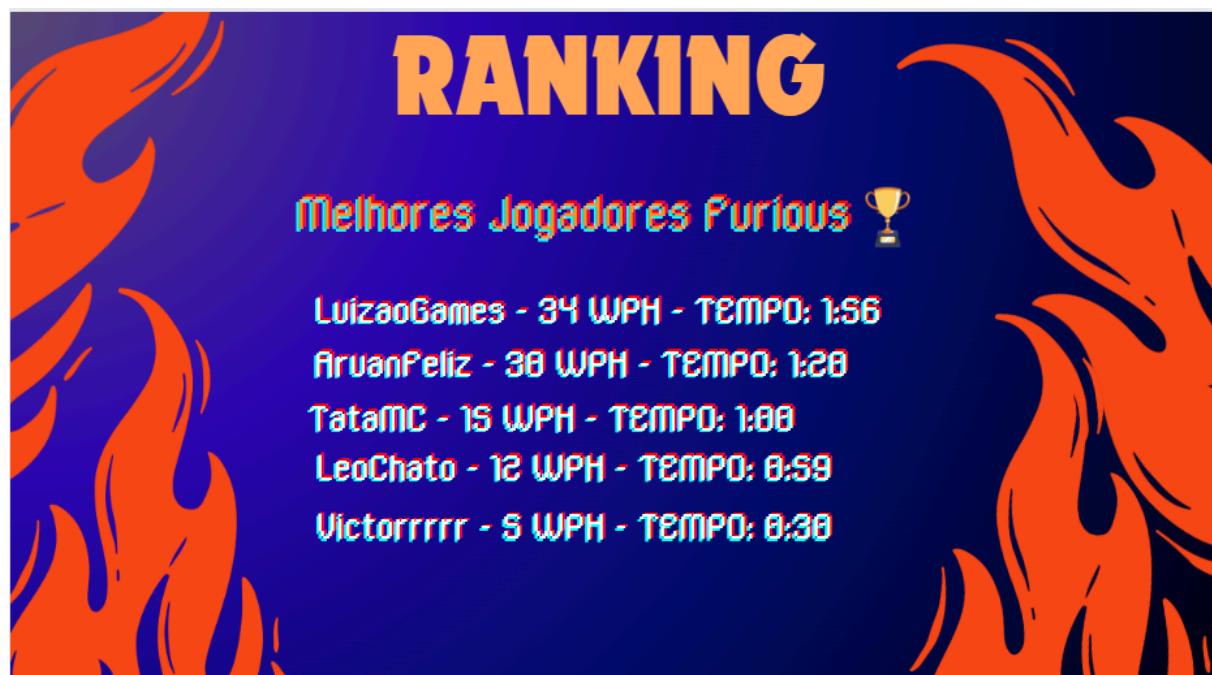 RANKING
Melhores Jogadores Furious 🏆
LuizaoGames - 34 WPH - TEMPO: 1:56
AruanFeliz - 30 WPH - TEMPO: 1:20
TataMC - 15 WPH - TEMPO: 1:00
LeoChato - 12 WPH - TEMPO: 0:59
Victorrrrr - 5 WPH - TEMPO: 0:30